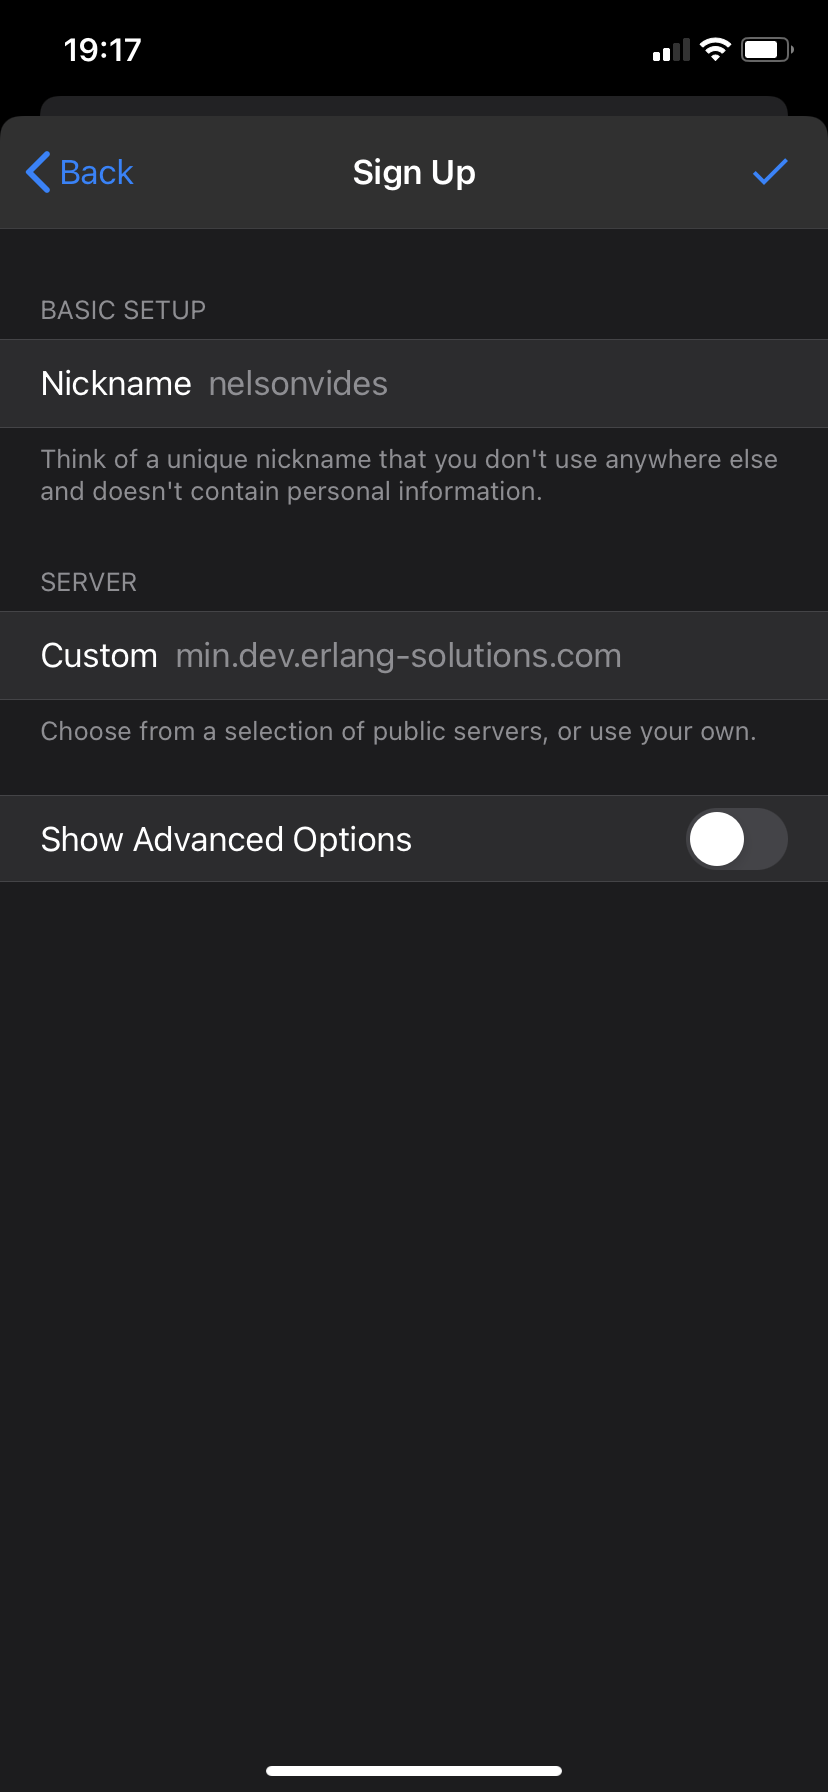 19:17
Back
Sign Up
BASIC SETUP
Nickname nelsonvides
Think of a unique nickname that you don't use anywhere else
and doesn't contain personal information.
SERVER
Custom min.dev.erlang-solutions.com
Choose from a selection of public servers, or use your own.
Show Advanced Options